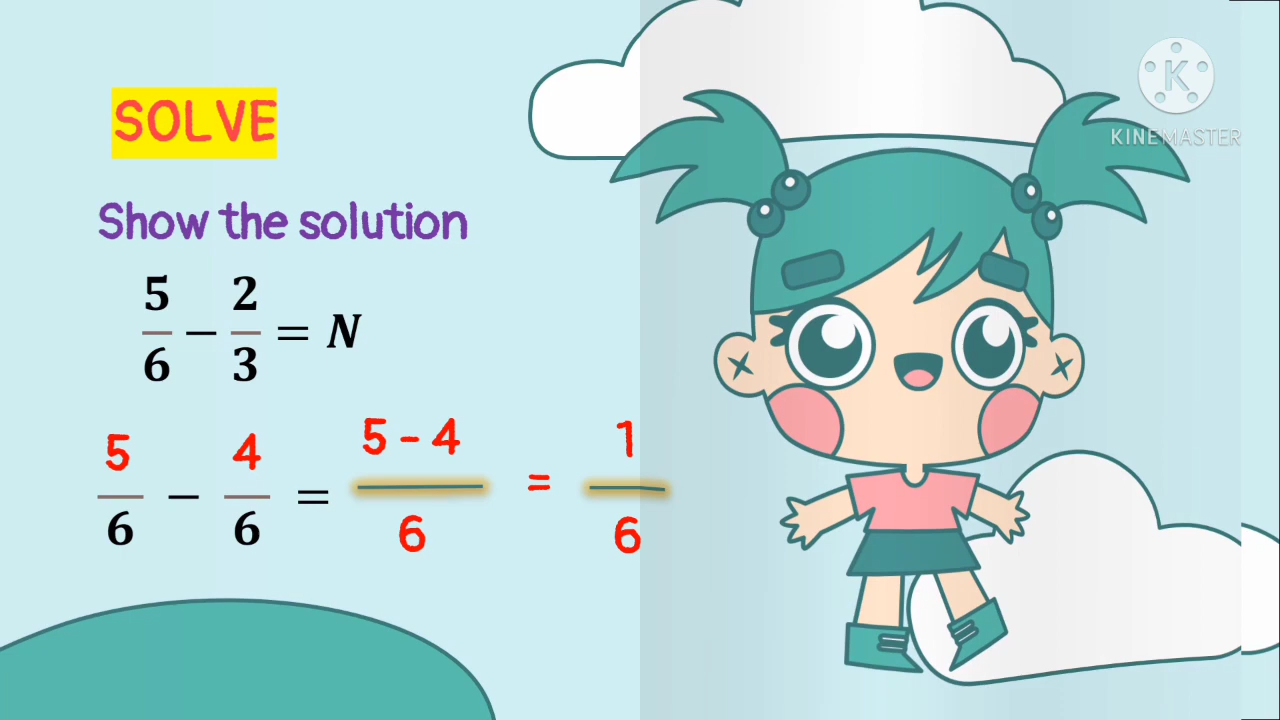 SOLVE
K
KINEMASTER
Show the solution
5/6 − 2/3 = N
5/6 − 4/6 = 5 - 4/6 = 1/6